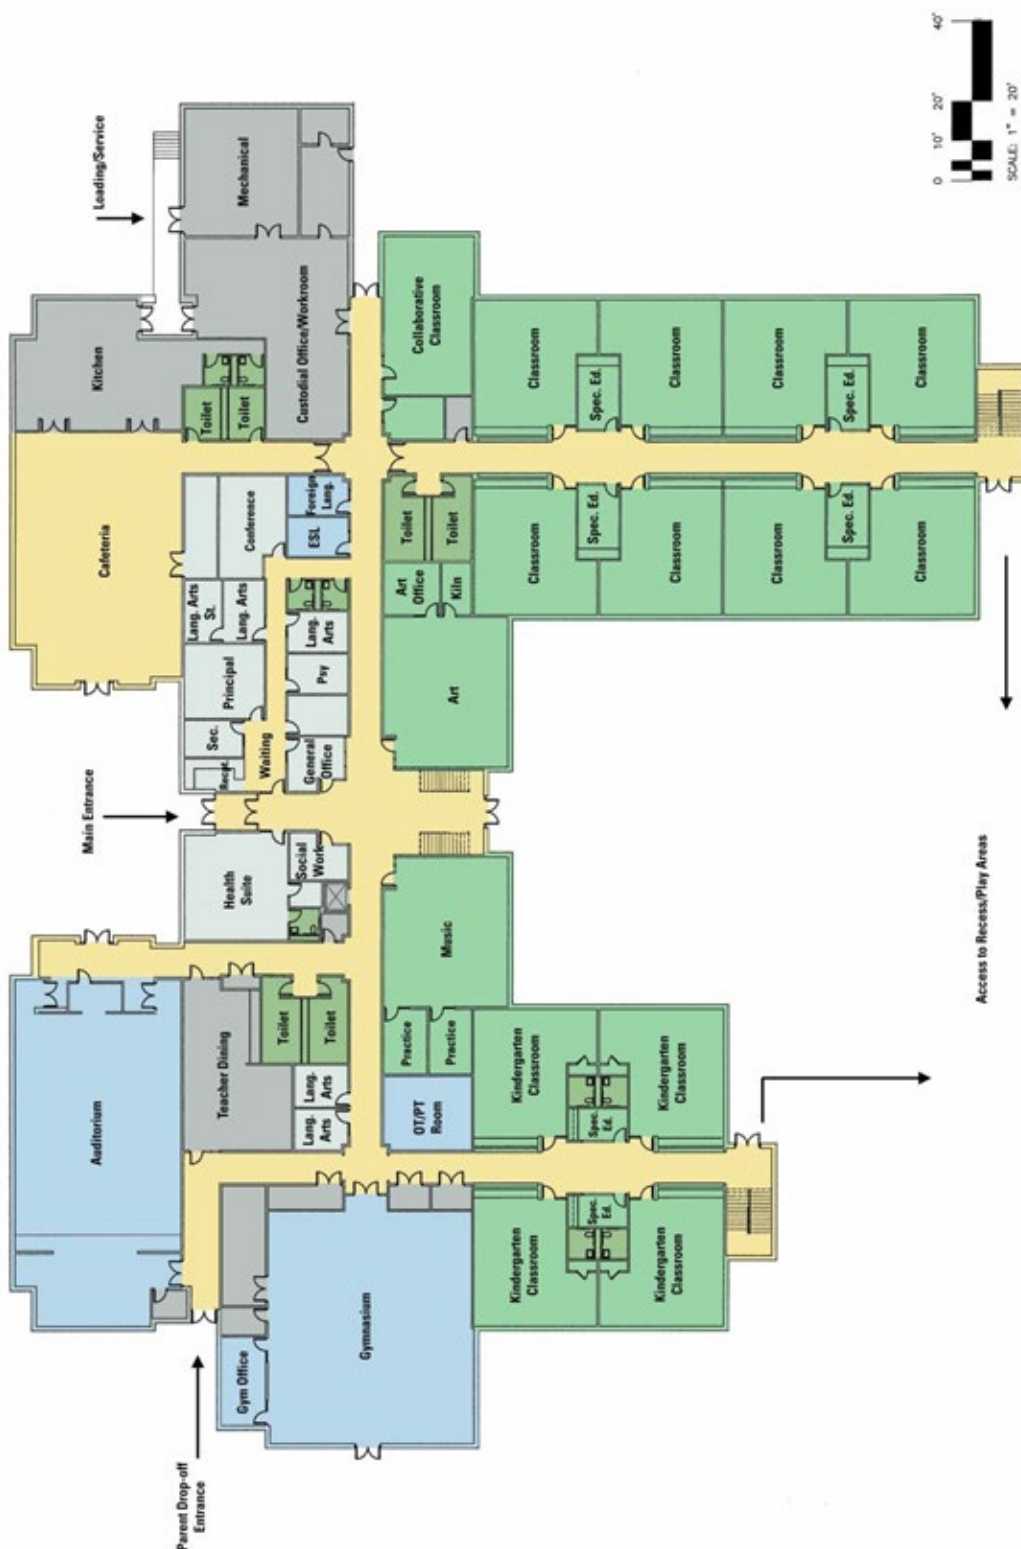 Parent Drop-off
Entrance
Main Entrance
Loading/Service
Auditorium
Cafeteria
Kitchen
Toilet
Toilet
Mechanical
Custodial Office/Workroom
Teacher Dining
Health
Suite
Recpt.
Sec.
Principal
Lang. Arts
St.
Lang. Arts
Conference
Waiting
Gym Office
Toilet
Toilet
Lang.
Arts
Lang.
Arts
Social
Work
General
Office
Psy
Lang.
Arts
ESL
Foreign
Lang.
Gymnasium
OT/PT
Room
Practice
Practice
Music
Art
Art
Office
Kiln
Toilet
Toilet
Collaborative
Classroom
Kindergarten
Classroom
Kindergarten
Classroom
Spec.
Ed.
Spec.
Ed.
Kindergarten
Classroom
Kindergarten
Classroom
Classroom
Classroom
Spec. Ed.
Spec. Ed.
Classroom
Classroom
Classroom
Classroom
Spec. Ed.
Spec. Ed.
Classroom
Classroom
Access to Recess/Play Areas
0 10' 20' 40'
SCALE: 1" = 20'